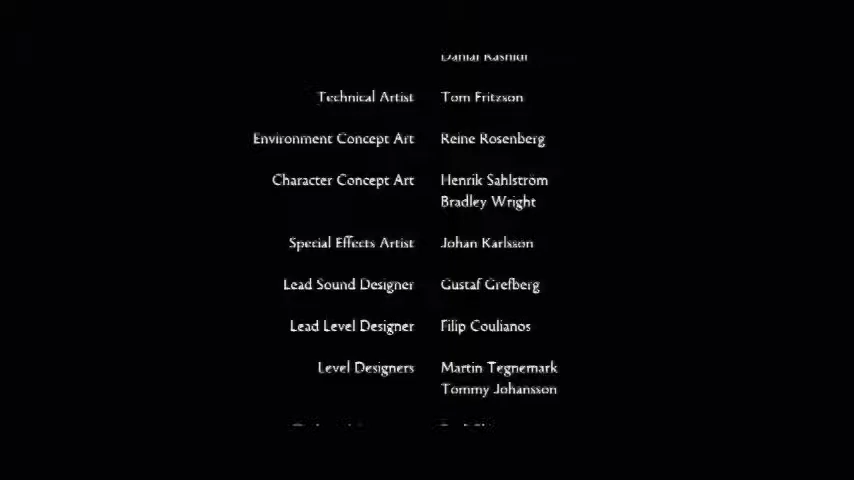 Technical Artist Tom Fritzson
Environment Concept Art Reine Rosenberg
Character Concept Art Henrik Sahlström
Bradley Wright
Special Effects Artist Johan Karlsson
Lead Sound Designer Gustaf Grefberg
Lead Level Designer Filip Coulianos
Level Designers Martin Tegnemark
Tommy Johansson